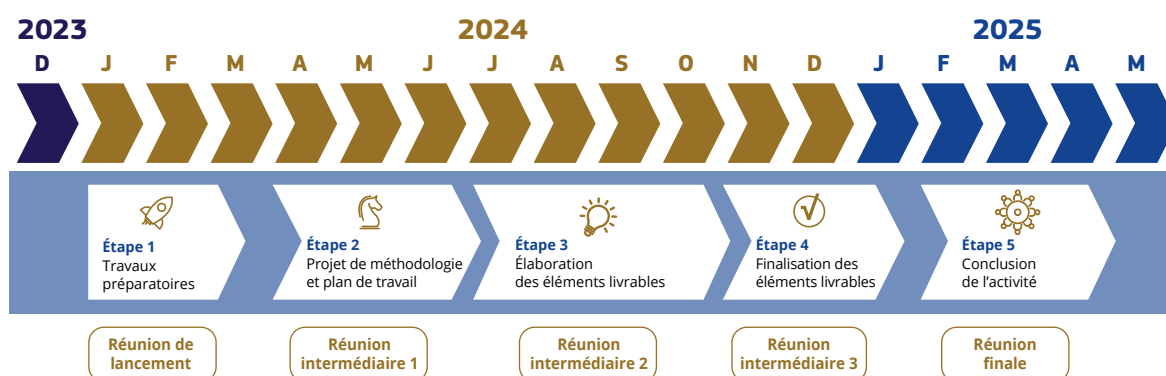 2023 2024 2025
D J F M A M J J A S O N D J F M A M
Étape 1
Travaux
préparatoires
Étape 2
Projet de méthodologie
et plan de travail
Étape 3
Élaboration
des éléments livrables
Étape 4
Finalisation des
éléments livrables
Étape 5
Conclusion
de l'activité
Réunion de
lancement
Réunion
intermédiaire 1
Réunion
intermédiaire 2
Réunion
intermédiaire 3
Réunion
finale